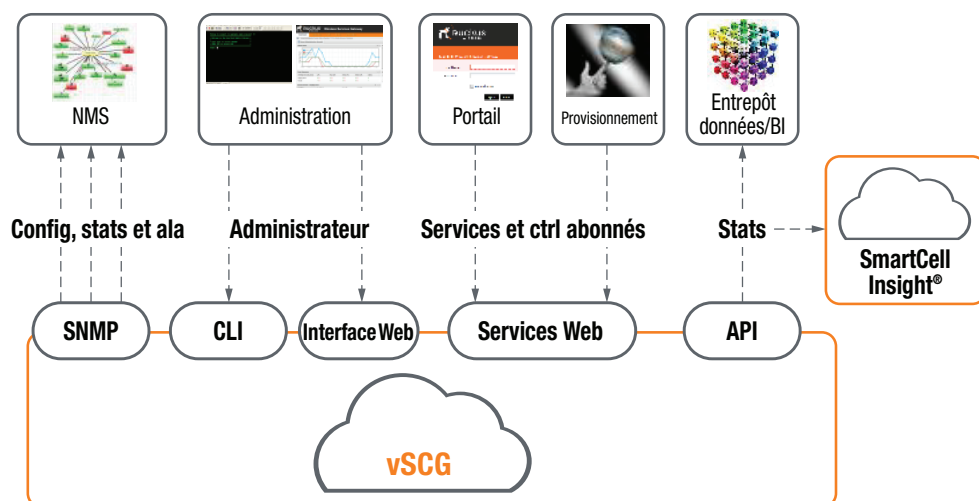 Ruckus
NMS
Administration
Portail
Provisionnement
Entrepôt
données/BI
Config, stats et ala
Administrateur
Services et ctrl abonnés
Stats
SmartCell
Insight®
SNMP
CLI
Interface Web
Services Web
API
vSCG